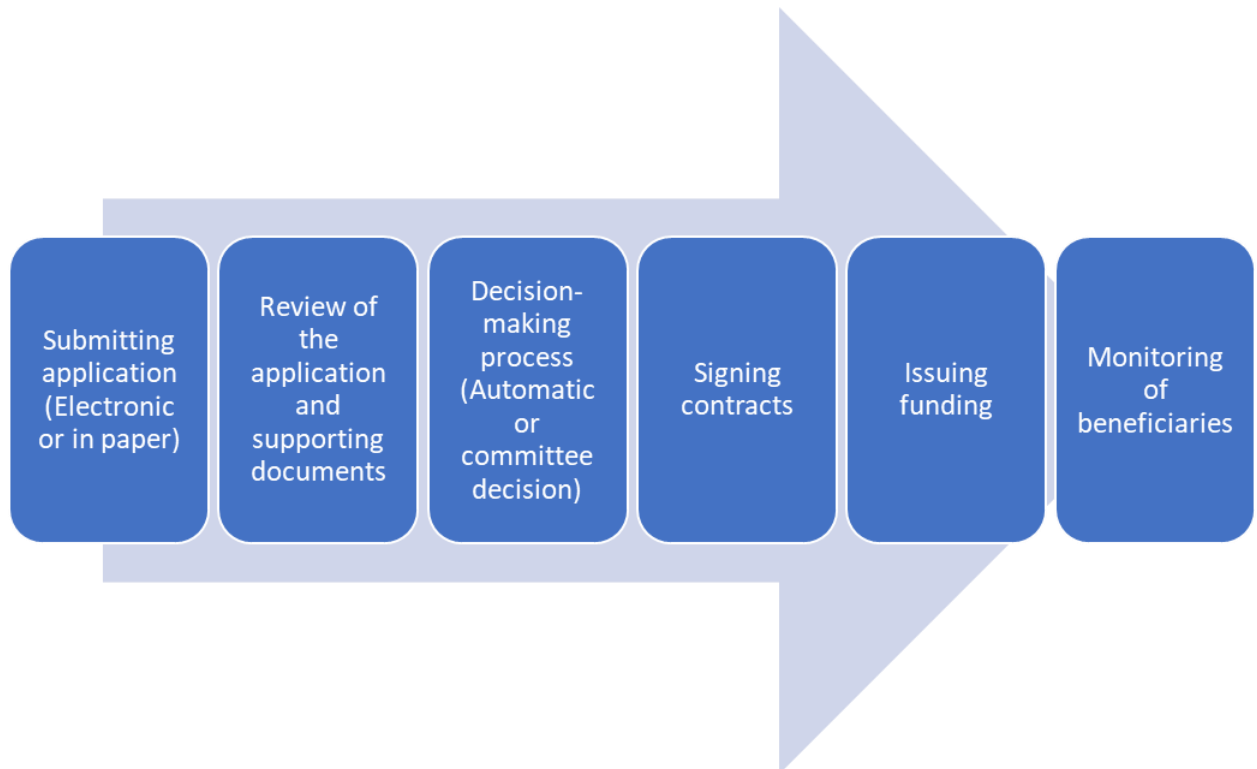 Submitting
application
(Electronic
or in paper)
Review of
the
application
and
supporting
documents
Decision-
making
process
(Automatic
or
committee
decision)
Signing
contracts
Issuing
funding
Monitoring
of
beneficiaries